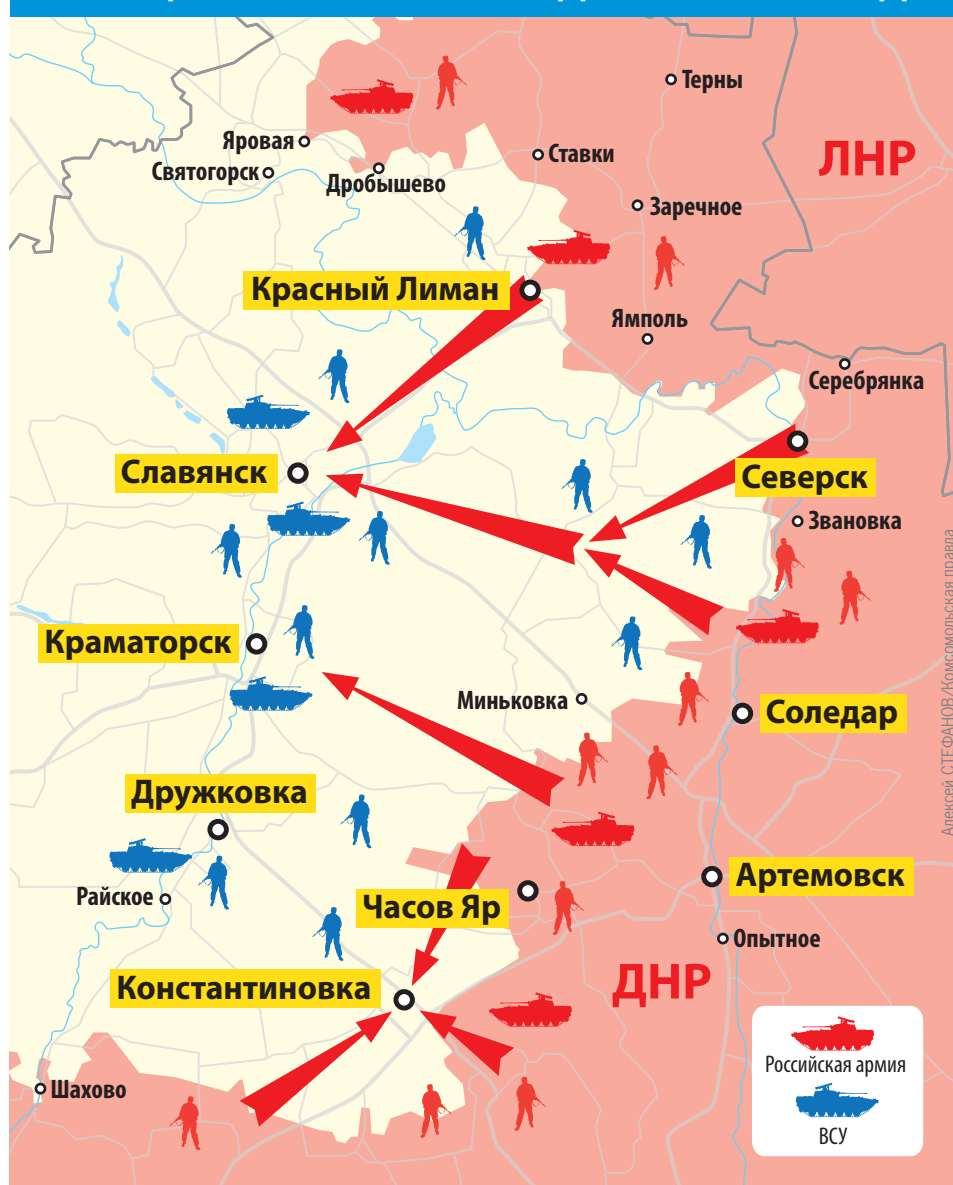 Терны
Яровая
Ставки
ЛНР
Святогорск
Дробышево
Заречное
Красный Лиман
Ямполь
Серебрянка
Славянск
Северск
Звановка
Краматорск
Миньковка
Соледар
Дружковка
Артемовск
Райское
Часов Яр
Опытное
Константиновка
ДНР
Шахово
Российская армия
ВСУ
Алексей СТЕФАНОВ/Комсомольская правда